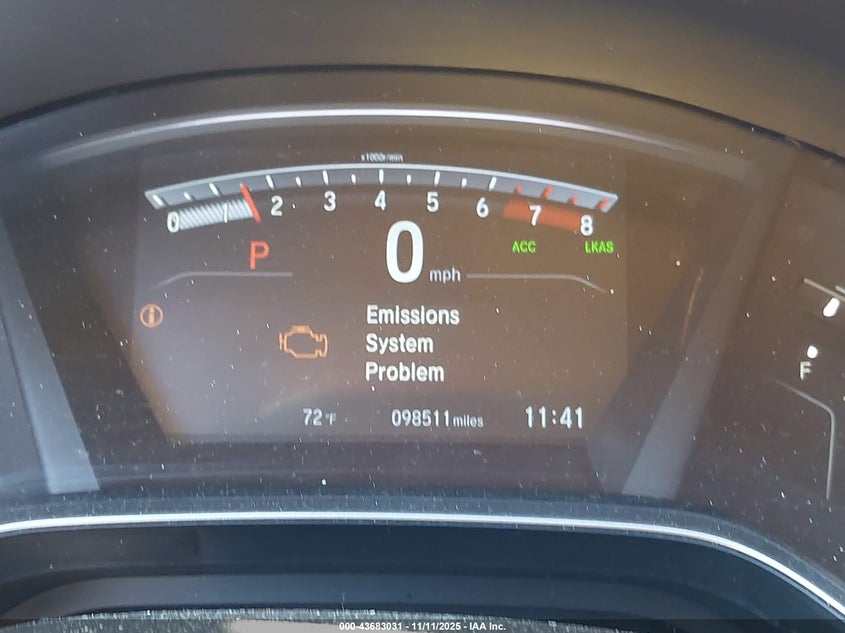 x1000r/min
0 1 2 3 4 5 6 7 8
P 0 mph ACC LKAS
Emissions
System
Problem
F
72°F 098511 miles 11:41
000-43683031 - 11/11/2025 - IAA Inc.